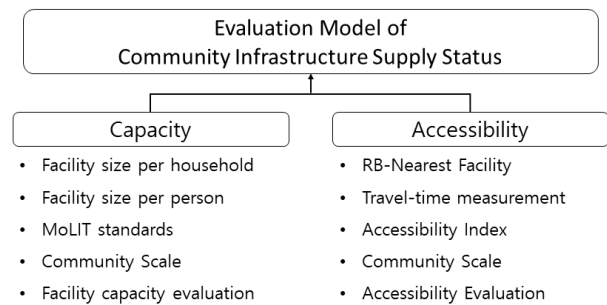 Evaluation Model of
Community Infrastructure Supply Status
Capacity
• Facility size per household
• Facility size per person
• MoLIT standards
• Community Scale
• Facility capacity evaluation
Accessibility
• RB-Nearest Facility
• Travel-time measurement
• Accessibility Index
• Community Scale
• Accessibility Evaluation